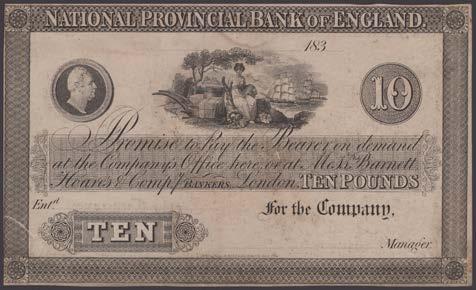 NATIONAL PROVINCIAL BANK OF ENGLAND.
183
10
I Promise to Pay the Bearer on demand
at the Company's Office here, or at Mess.rs Barnett
Hoares & Comp.y BANKERS London, TEN POUNDS
Ent.d
For the Company,
TEN
Manager.